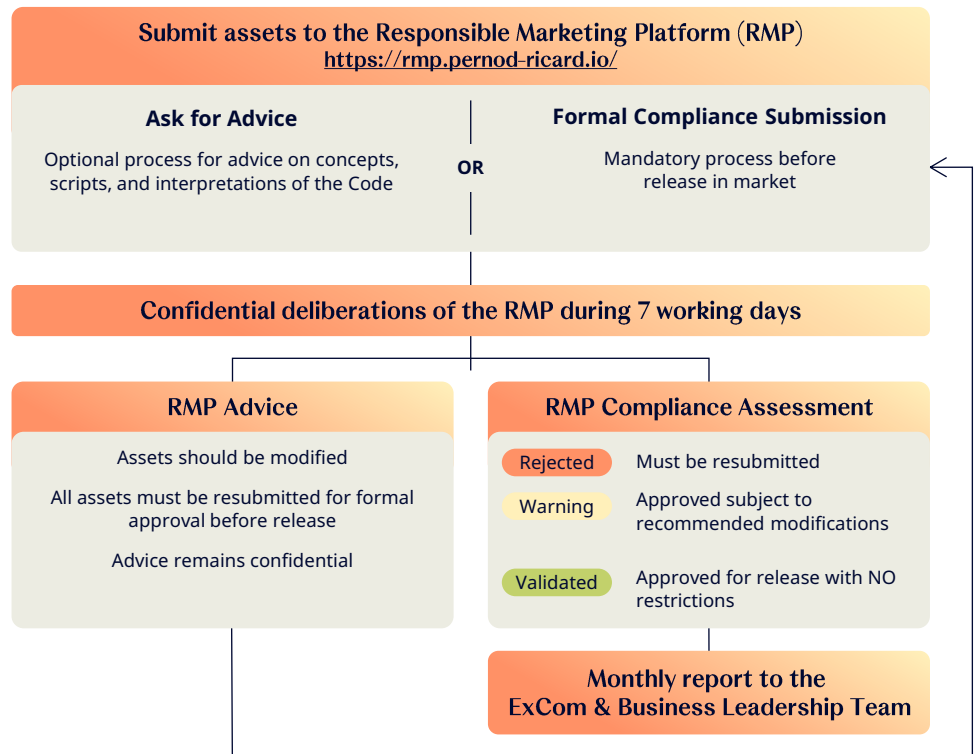 Submit assets to the Responsible Marketing Platform (RMP)
https://rmp.pernod-ricard.io/
Ask for Advice
Optional process for advice on concepts,
scripts, and interpretations of the Code
OR
Formal Compliance Submission
Mandatory process before
release in market
Confidential deliberations of the RMP during 7 working days
RMP Advice
Assets should be modified
All assets must be resubmitted for formal
approval before release
Advice remains confidential
RMP Compliance Assessment
Rejected
Must be resubmitted
Warning
Approved subject to
recommended modifications
Validated
Approved for release with NO
restrictions
Monthly report to the
ExCom & Business Leadership Team